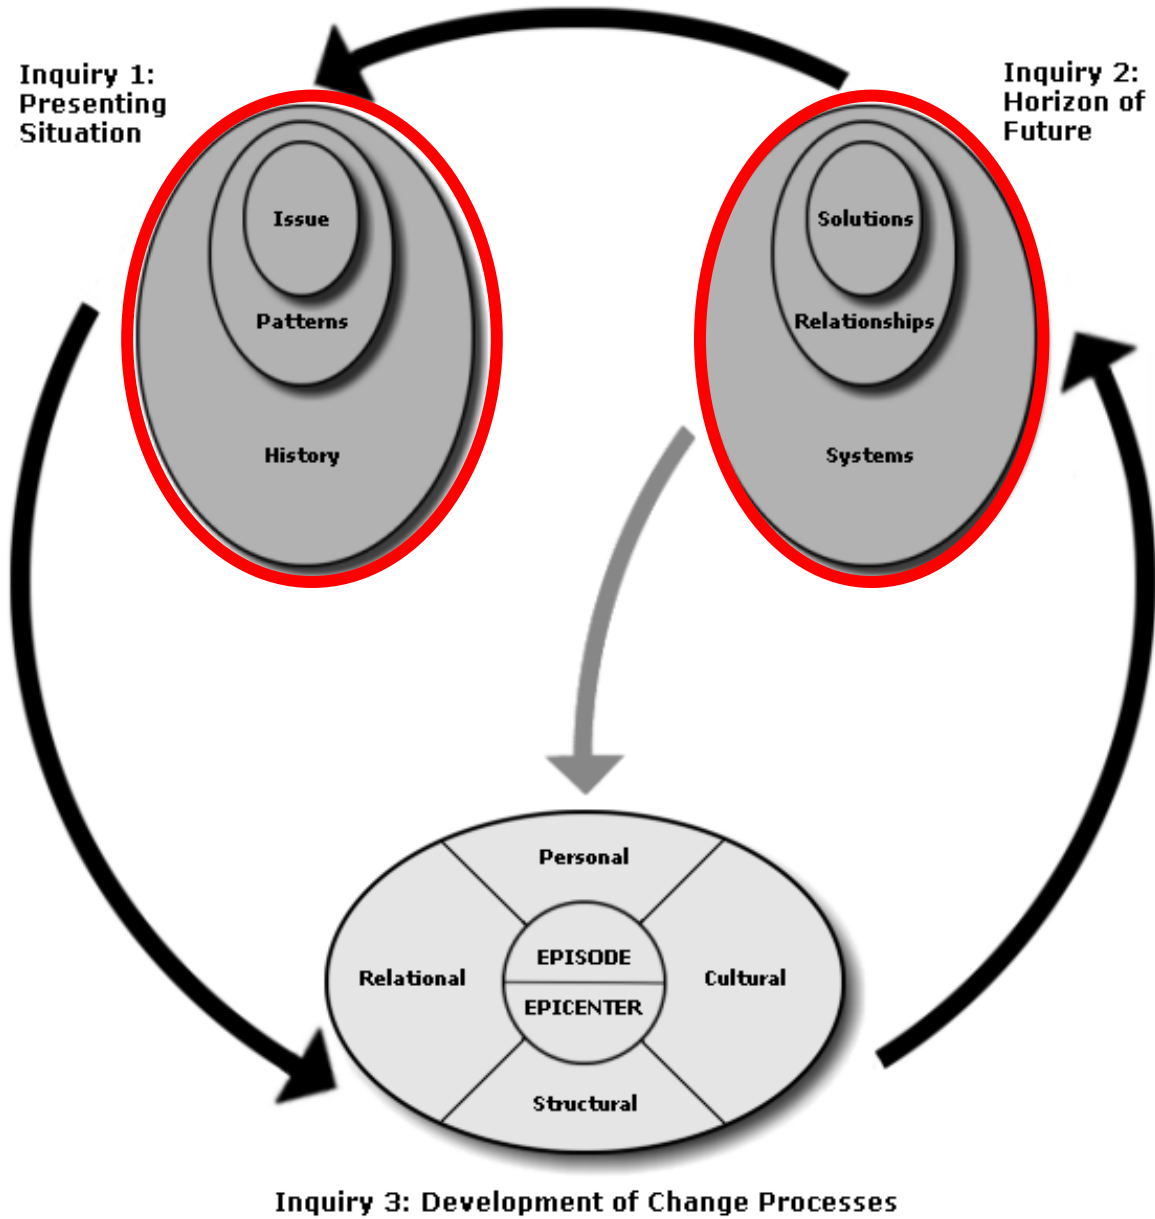 Inquiry 1:
Presenting
Situation
Inquiry 2:
Horizon of
Future
Issue
Patterns
History
Solutions
Relationships
Systems
Personal
Relational
EPISODE
EPICENTER
Cultural
Structural
Inquiry 3: Development of Change Processes